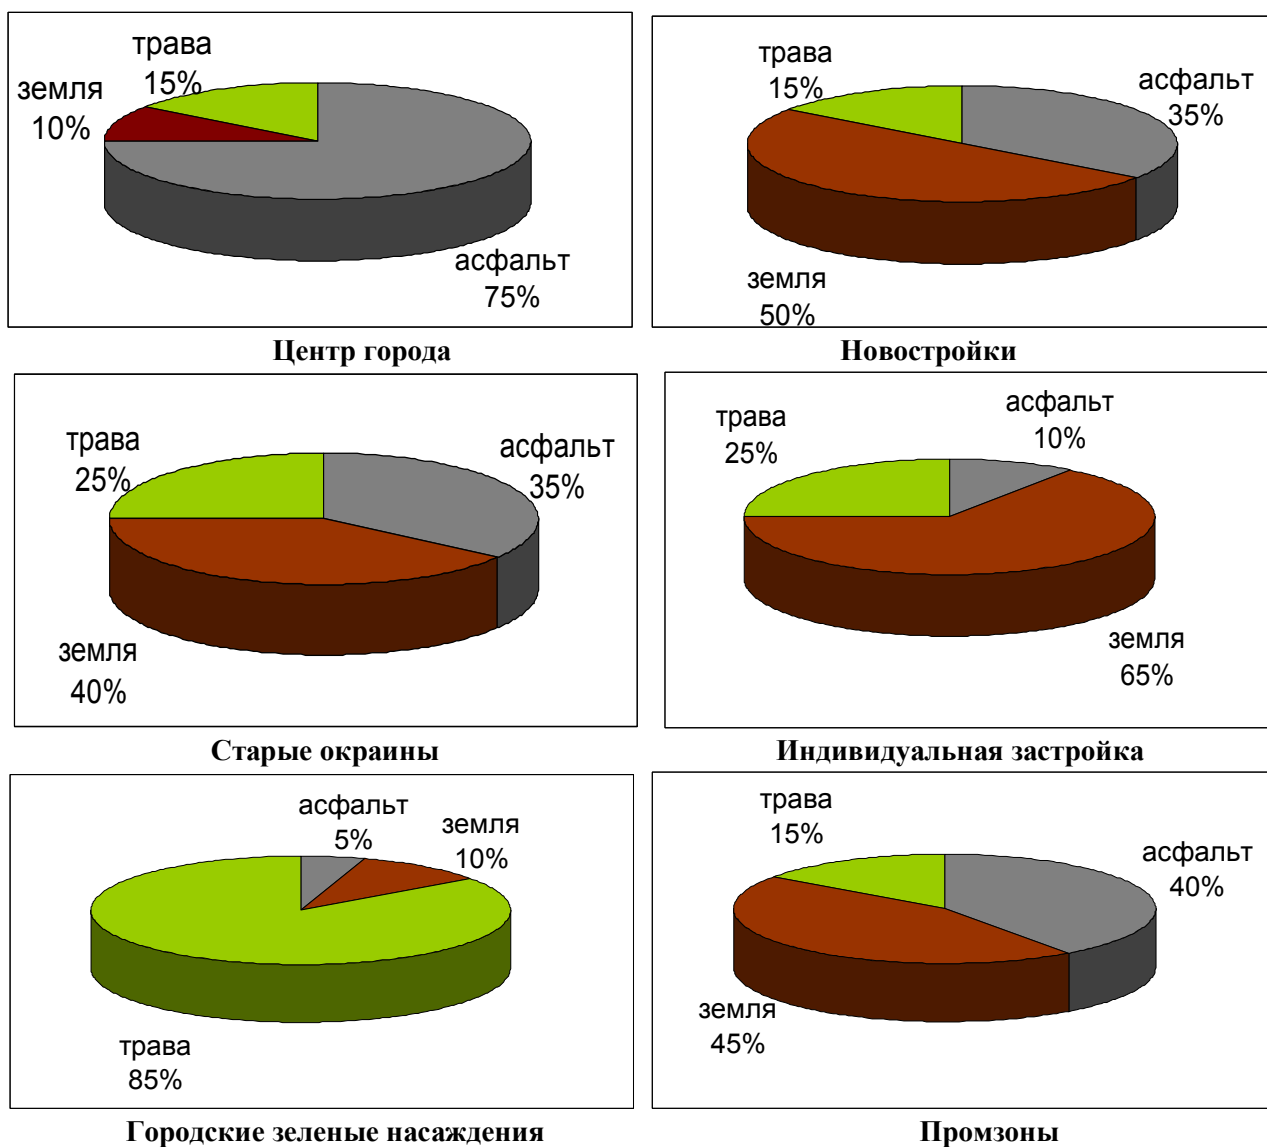 трава
15%
земля
10%
асфальт
75%
Центр города
трава
15%
асфальт
35%
земля
50%
Новостройки
трава
25%
асфальт
35%
земля
40%
Старые окраины
асфальт
10%
трава
25%
земля
65%
Индивидуальная застройка
асфальт
5%
земля
10%
трава
85%
Городские зеленые насаждения
трава
15%
асфальт
40%
земля
45%
Промзоны